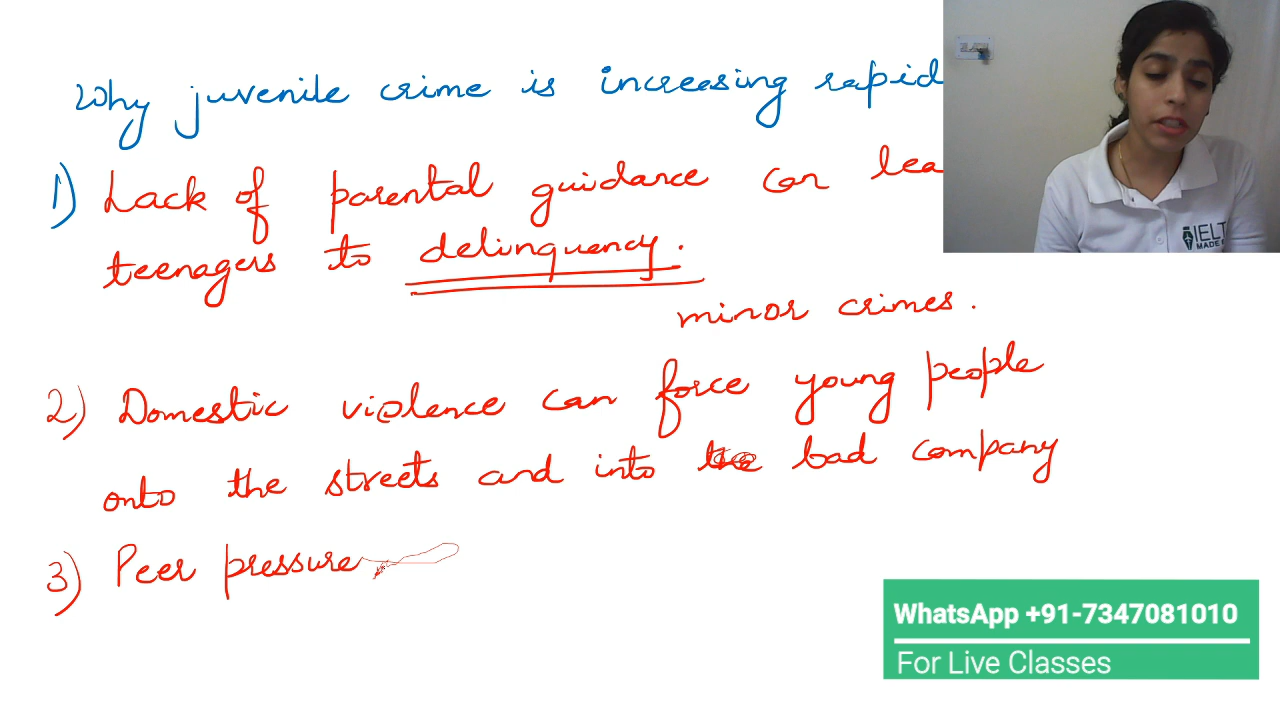 Why juvenile crime is increasing rapid
1) Lack of parental guidance can lea
teenagers to delinquency.
minor crimes.
2) Domestic violence can force young people
onto the streets and into bad company
3) Peer pressure
IELT
MADE E
WhatsApp +91-7347081010
For Live Classes